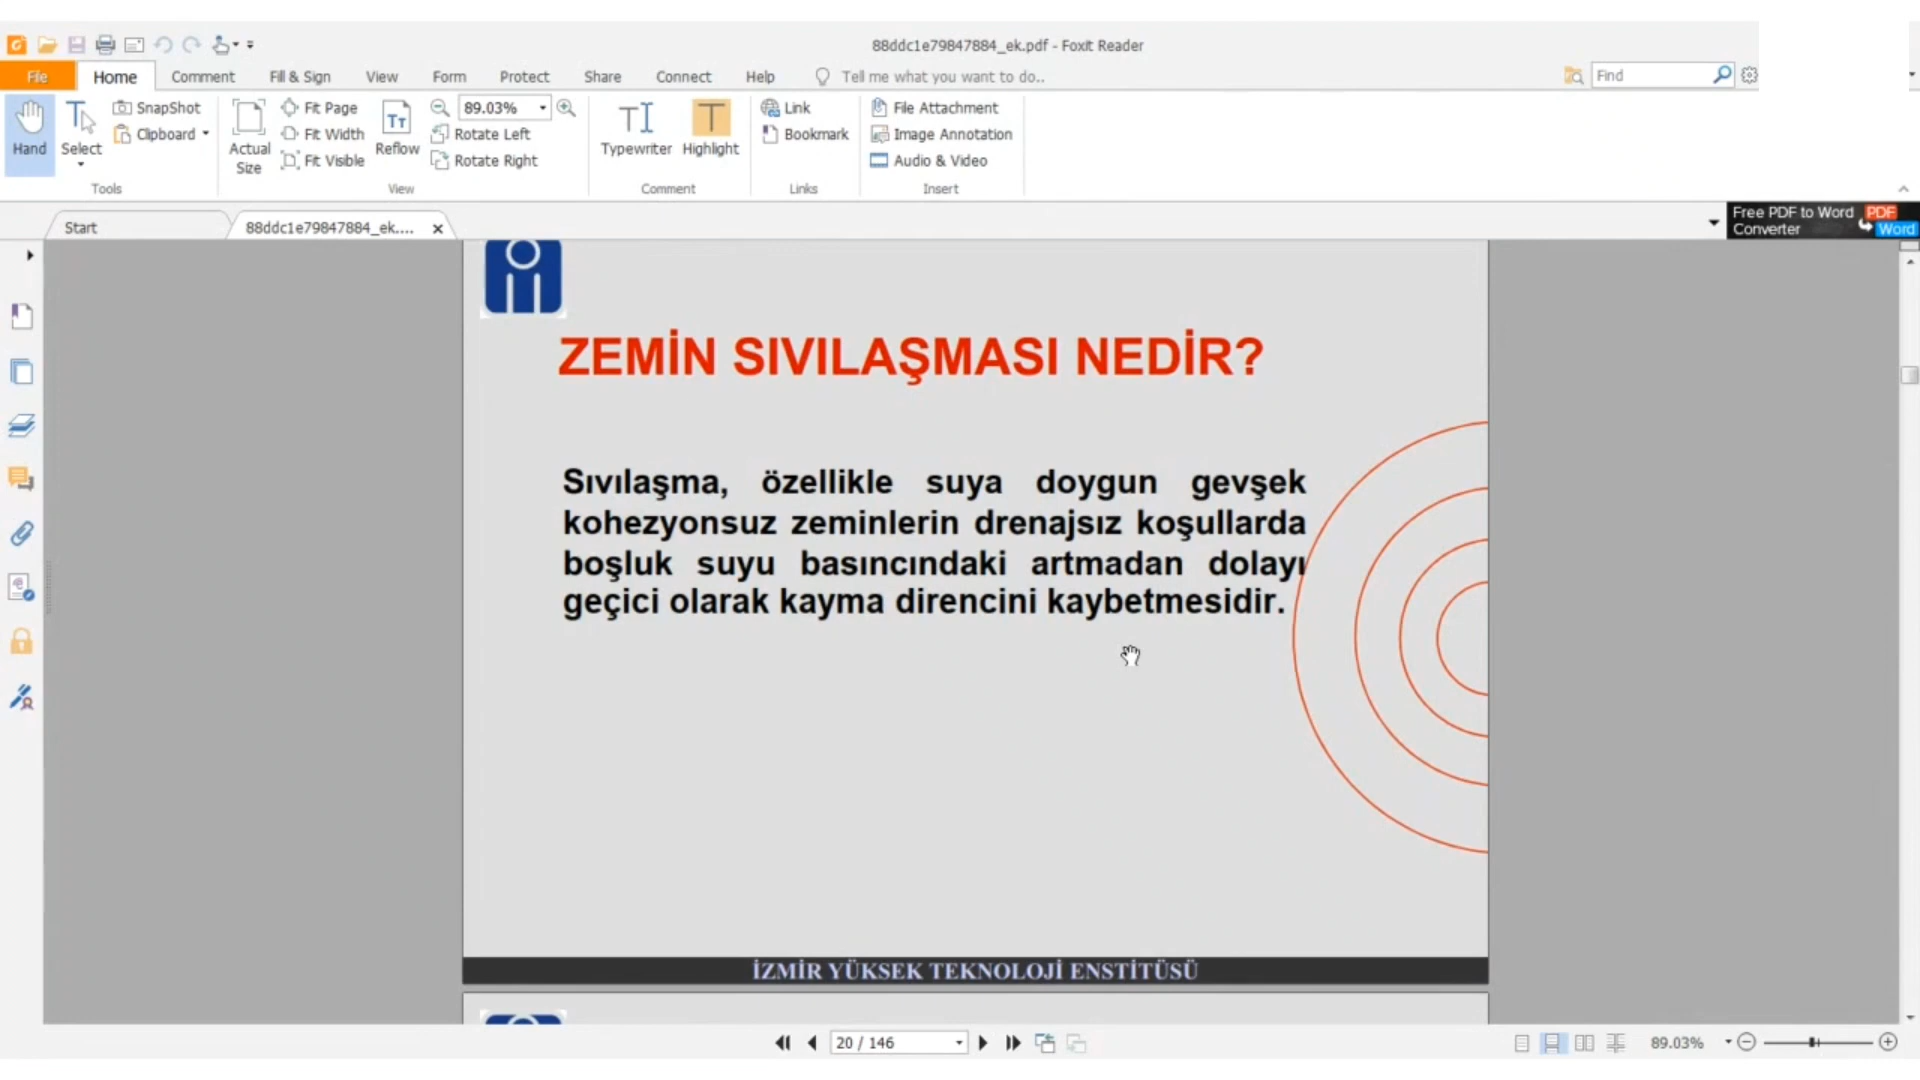 88ddc1e79847884_ek.pdf - Foxit Reader
File Home Comment Fill & Sign View Form Protect Share Connect Help Tell me what you want to do.. Find
Hand
Select
SnapShot
Clipboard
Tools
Actual Size
Fit Page
Fit Width
Fit Visible
Reflow
89.03%
Rotate Left
Rotate Right
View
Typewriter
Highlight
Comment
Link
Bookmark
Links
File Attachment
Image Annotation
Audio & Video
Insert
Start
88ddc1e79847884_ek....
Free PDF to Word
Converter
PDF
Word
ZEMİN SIVILAŞMASI NEDİR?
Sıvılaşma, özellikle suya doygun gevşek
kohezyonsuz zeminlerin drenajsız koşullarda
boşluk suyu basıncındaki artmadan dolayı
geçici olarak kayma direncini kaybetmesidir.
İZMİR YÜKSEK TEKNOLOJİ ENSTİTÜSÜ
20 / 146
89.03%